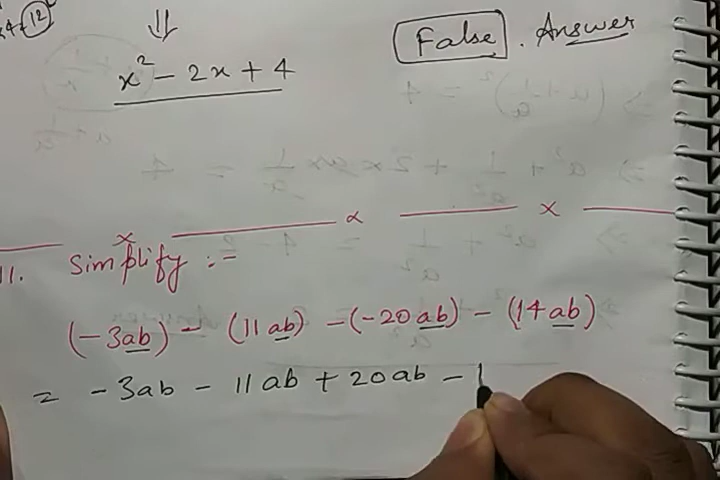 ⇓
x² - 2x + 4
False. Answer
11. Simplify :-
(-3ab) - (11ab) - (-20ab) - (14ab)
= -3ab - 11ab + 20ab - 1